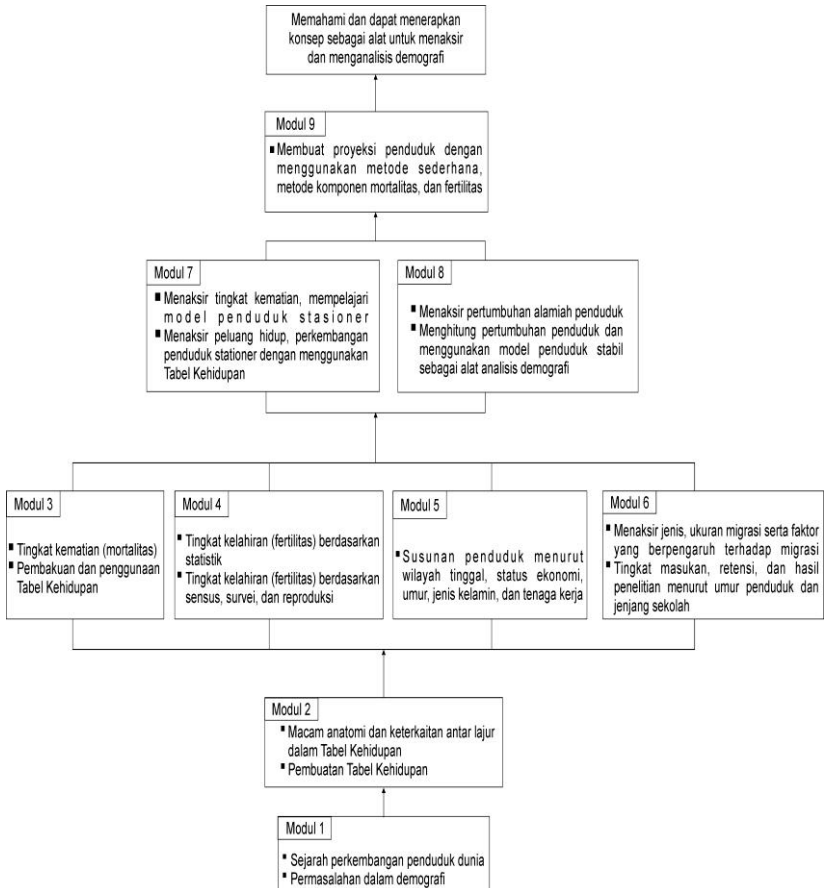 Memahami dan dapat menerapkan
konsep sebagai alat untuk menaksir
dan menganalisis demografi
Modul 9
▪ Membuat proyeksi penduduk dengan
menggunakan metode sederhana,
metode komponen mortalitas, dan fertilitas
Modul 7
▪ Menaksir tingkat kematian, mempelajari
model penduduk stasioner
▪ Menaksir peluang hidup, perkembangan
penduduk stationer dengan menggunakan
Tabel Kehidupan
Modul 8
▪ Menaksir pertumbuhan alamiah penduduk
▪ Menghitung pertumbuhan penduduk dan
menggunakan model penduduk stabil
sebagai alat analisis demografi
Modul 3
▪ Tingkat kematian (mortalitas)
▪ Pembakuan dan penggunaan
Tabel Kehidupan
Modul 4
▪ Tingkat kelahiran (fertilitas) berdasarkan
statistik
▪ Tingkat kelahiran (fertilitas) berdasarkan
sensus, survei, dan reproduksi
Modul 5
▪ Susunan penduduk menurut
wilayah tinggal, status ekonomi,
umur, jenis kelamin, dan tenaga kerja
Modul 6
▪ Menaksir jenis, ukuran migrasi serta faktor
yang berpengaruh terhadap migrasi
▪ Tingkat masukan, retensi, dan hasil
penelitian menurut umur penduduk dan
jenjang sekolah
Modul 2
▪ Macam anatomi dan keterkaitan antar lajur
dalam Tabel Kehidupan
▪ Pembuatan Tabel Kehidupan
Modul 1
▪ Sejarah perkembangan penduduk dunia
▪ Permasalahan dalam demografi